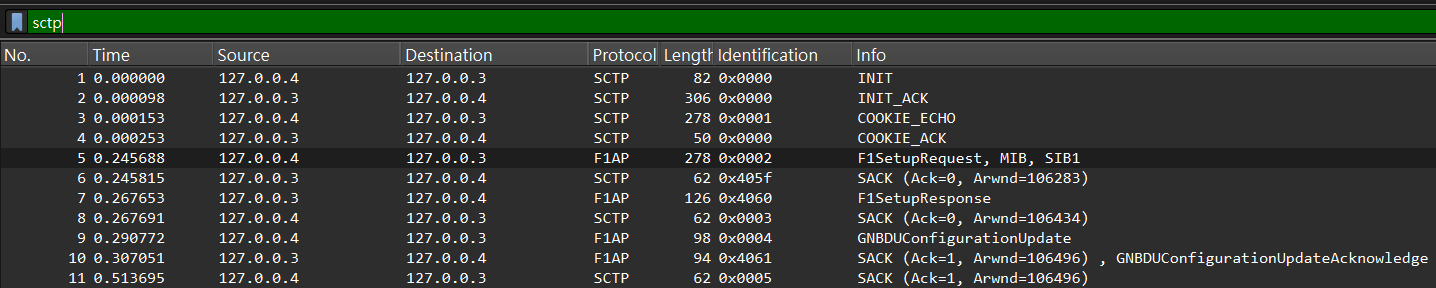 sctp
No. Time Source Destination Protocol Length Identification Info
1 0.000000 127.0.0.4 127.0.0.3 SCTP 82 0x0000 INIT
2 0.000098 127.0.0.3 127.0.0.4 SCTP 306 0x0000 INIT_ACK
3 0.000153 127.0.0.4 127.0.0.3 SCTP 278 0x0001 COOKIE_ECHO
4 0.000253 127.0.0.3 127.0.0.4 SCTP 50 0x0000 COOKIE_ACK
5 0.245688 127.0.0.4 127.0.0.3 F1AP 278 0x0002 F1SetupRequest, MIB, SIB1
6 0.245815 127.0.0.3 127.0.0.4 SCTP 62 0x405f SACK (Ack=0, Arwnd=106283)
7 0.267653 127.0.0.3 127.0.0.4 F1AP 126 0x4060 F1SetupResponse
8 0.267691 127.0.0.4 127.0.0.3 SCTP 62 0x0003 SACK (Ack=0, Arwnd=106434)
9 0.290772 127.0.0.4 127.0.0.3 F1AP 98 0x0004 GNBDUConfigurationUpdate
10 0.307051 127.0.0.3 127.0.0.4 F1AP 94 0x4061 SACK (Ack=1, Arwnd=106496) , GNBDUConfigurationUpdateAcknowledge
11 0.513695 127.0.0.4 127.0.0.3 SCTP 62 0x0005 SACK (Ack=1, Arwnd=106496)